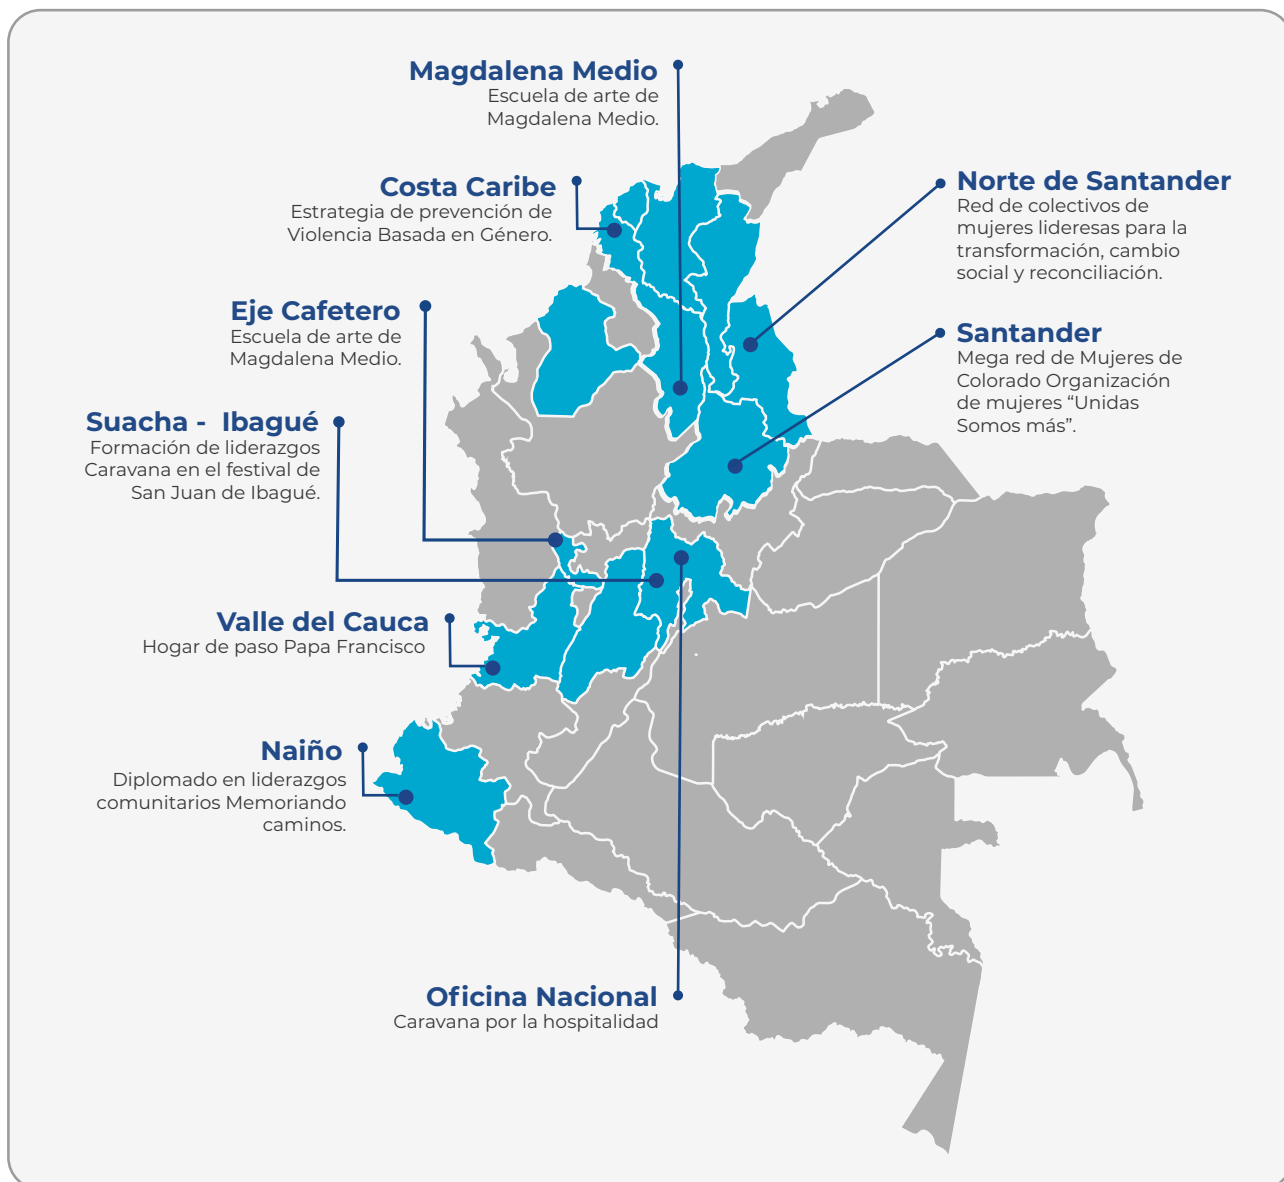 Magdalena Medio
Escuela de arte de
Magdalena Medio.
Costa Caribe
Estrategia de prevención de
Violencia Basada en Género.
Eje Cafetero
Escuela de arte de
Magdalena Medio.
Suacha - Ibagué
Formación de liderazgos
Caravana en el festival de
San Juan de Ibagué.
Valle del Cauca
Hogar de paso Papa Francisco
Naiño
Diplomado en liderazgos
comunitarios Memoriando
caminos.
Oficina Nacional
Caravana por la hospitalidad
Norte de Santander
Red de colectivos de
mujeres lideresas para la
transformación, cambio
social y reconciliación.
Santander
Mega red de Mujeres de
Colorado Organización
de mujeres “Unidas
Somos más”.